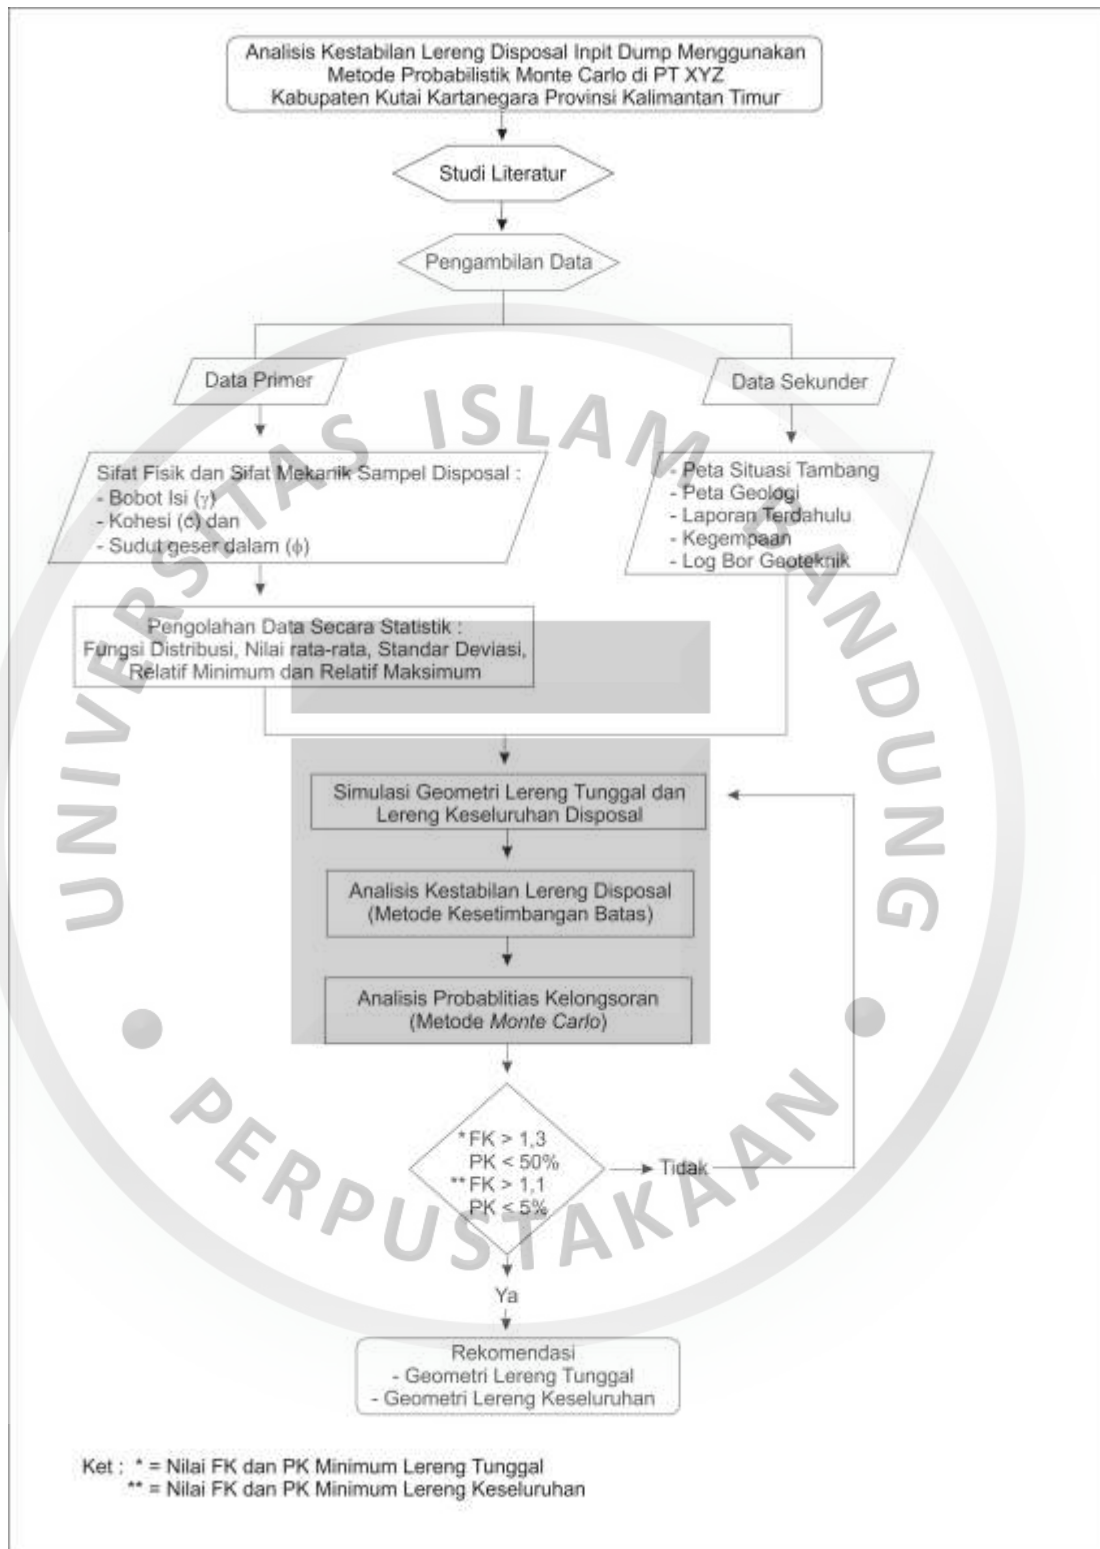 Analisis Kestabilan Lereng Disposal Inpit Dump Menggunakan
Metode Probabilistik Monte Carlo di PT XYZ
Kabupaten Kutai Kartanegara Provinsi Kalimantan Timur
Studi Literatur
Pengambilan Data
Data Primer
Data Sekunder
Sifat Fisik dan Sifat Mekanik Sampel Disposal :
- Bobot Isi (γ)
- Kohesi (c) dan
- Sudut geser dalam (ϕ)
- Peta Situasi Tambang
- Peta Geologi
- Laporan Terdahulu
- Kegempaan
- Log Bor Geoteknik
Pengolahan Data Secara Statistik :
Fungsi Distribusi, Nilai rata-rata, Standar Deviasi,
Relatif Minimum dan Relatif Maksimum
Simulasi Geometri Lereng Tunggal dan
Lereng Keseluruhan Disposal
Analisis Kestabilan Lereng Disposal
(Metode Kesetimbangan Batas)
Analisis Probablitias Kelongsoran
(Metode Monte Carlo)
* FK > 1,3
PK < 50%
** FK > 1,1
PK < 5%
Tidak
Ya
Rekomendasi
- Geometri Lereng Tunggal
- Geometri Lereng Keseluruhan
Ket : * = Nilai FK dan PK Minimum Lereng Tunggal
** = Nilai FK dan PK Minimum Lereng Keseluruhan
UNIVERSITAS ISLAM BANDUNG
PERPUSTAKAAN